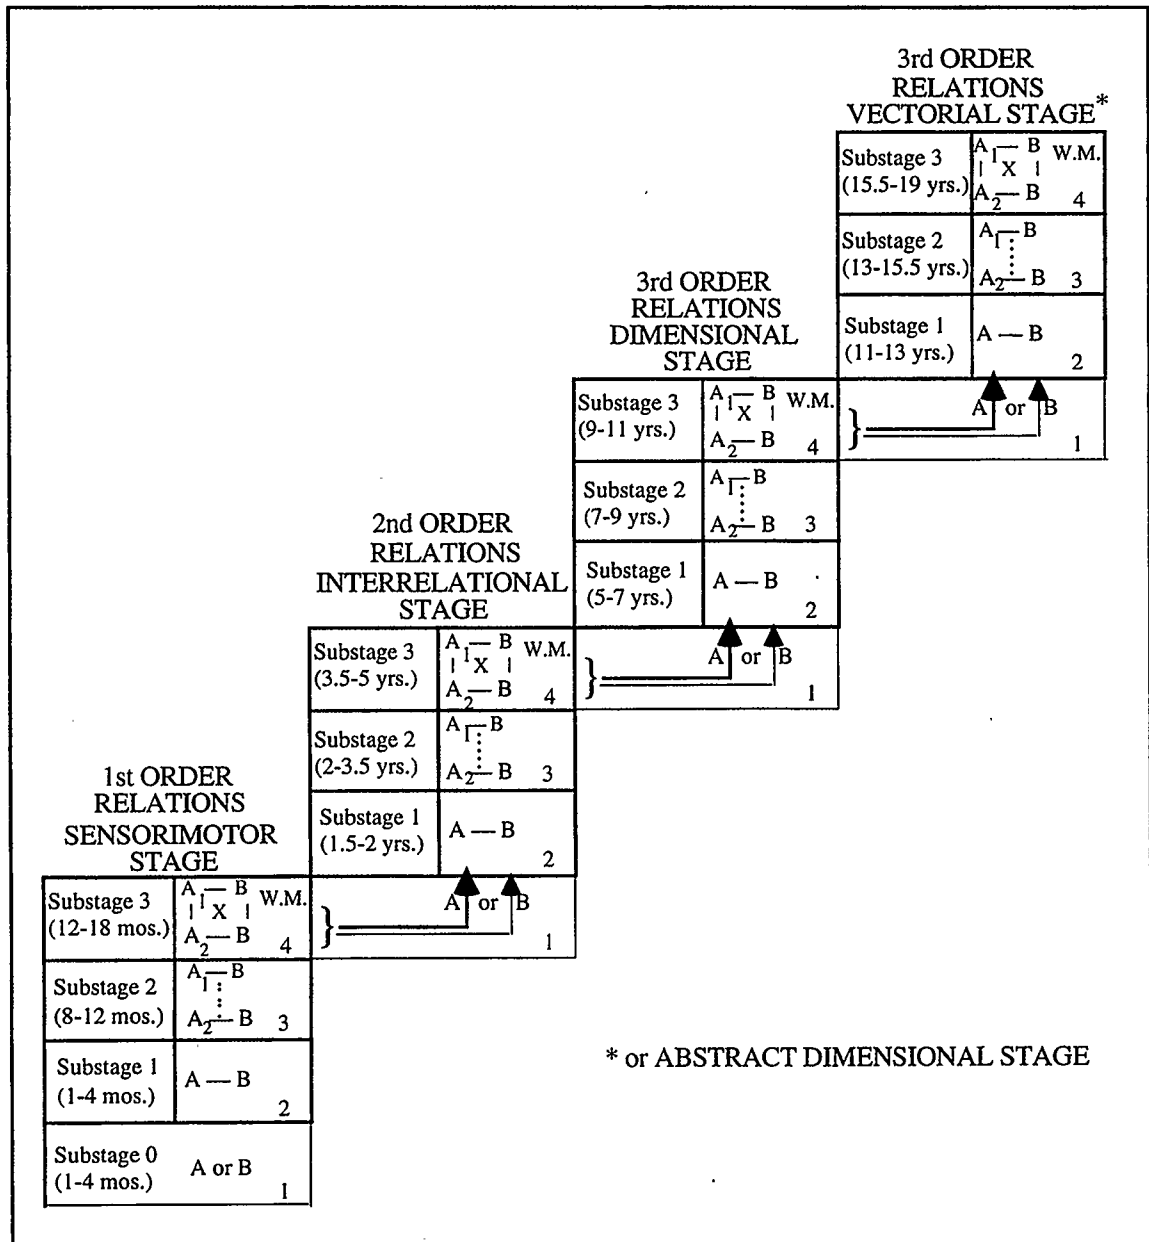 3rd ORDER
RELATIONS
VECTORIAL STAGE*
Substage 3
(15.5-19 yrs.)
A1— B W.M.
X
A2— B 4
Substage 2
(13-15.5 yrs.)
A1— B
A2— B 3
Substage 1
(11-13 yrs.)
A — B
2
A or B
1
3rd ORDER
RELATIONS
DIMENSIONAL
STAGE
Substage 3
(9-11 yrs.)
A1— B W.M.
X
A2— B 4
Substage 2
(7-9 yrs.)
A1— B
A2— B 3
Substage 1
(5-7 yrs.)
A — B
2
A or B
1
2nd ORDER
RELATIONS
INTERRELATIONAL
STAGE
Substage 3
(3.5-5 yrs.)
A1— B W.M.
X
A2— B 4
Substage 2
(2-3.5 yrs.)
A1— B
A2— B 3
Substage 1
(1.5-2 yrs.)
A — B
2
A or B
1
1st ORDER
RELATIONS
SENSORIMOTOR
STAGE
Substage 3
(12-18 mos.)
A1— B W.M.
X
A2— B 4
Substage 2
(8-12 mos.)
A1— B
A2— B 3
Substage 1
(1-4 mos.)
A — B
2
Substage 0
(1-4 mos.)
A or B
1
* or ABSTRACT DIMENSIONAL STAGE